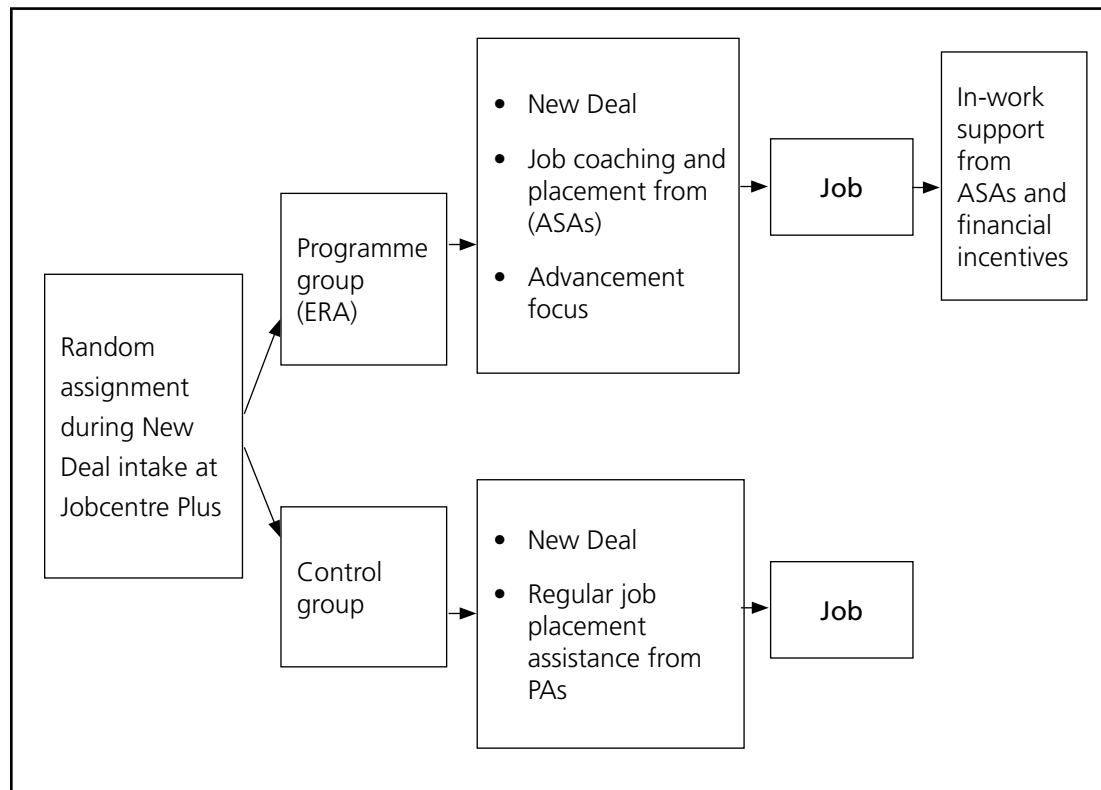 Random
assignment
during New
Deal intake at
Jobcentre Plus
Programme
group
(ERA)
• New Deal
• Job coaching and
placement from
(ASAs)
• Advancement
focus
Job
In-work
support
from
ASAs and
financial
incentives
Control
group
• New Deal
• Regular job
placement
assistance from
PAs
Job